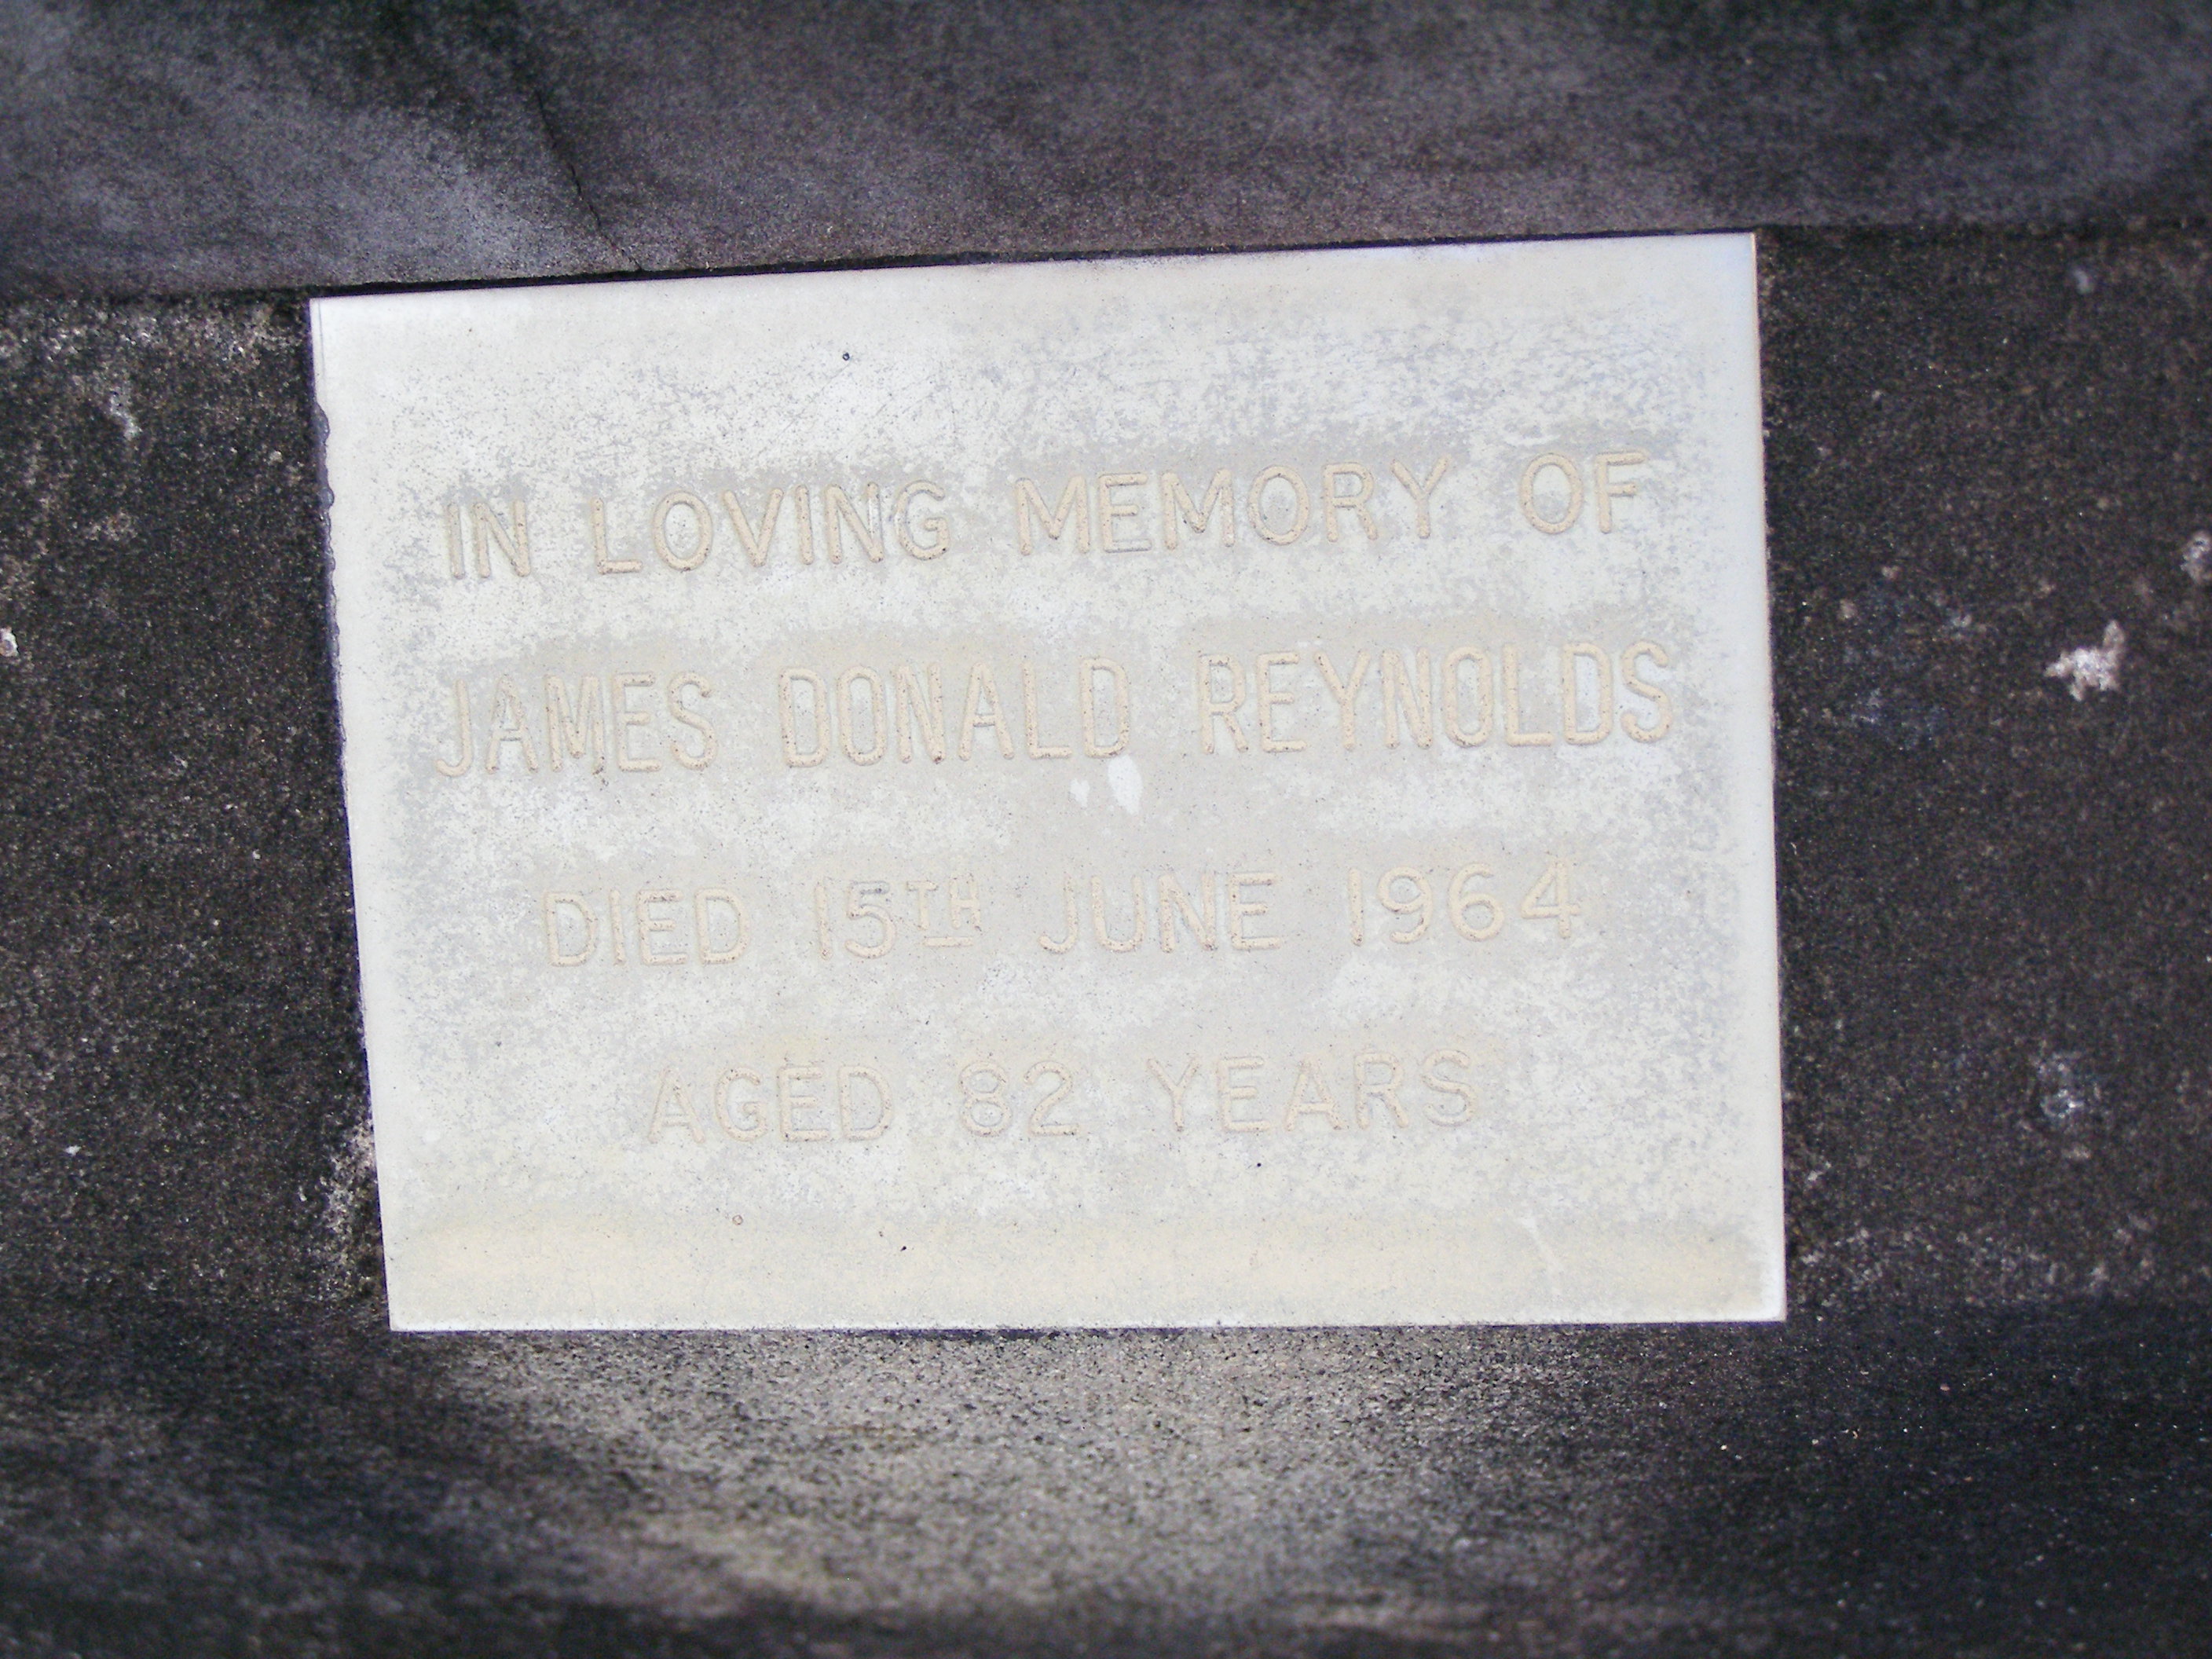 IN LOVING MEMORY OF
JAMES DONALD REYNOLDS
DIED 15TH JUNE 1964
AGED 82 YEARS